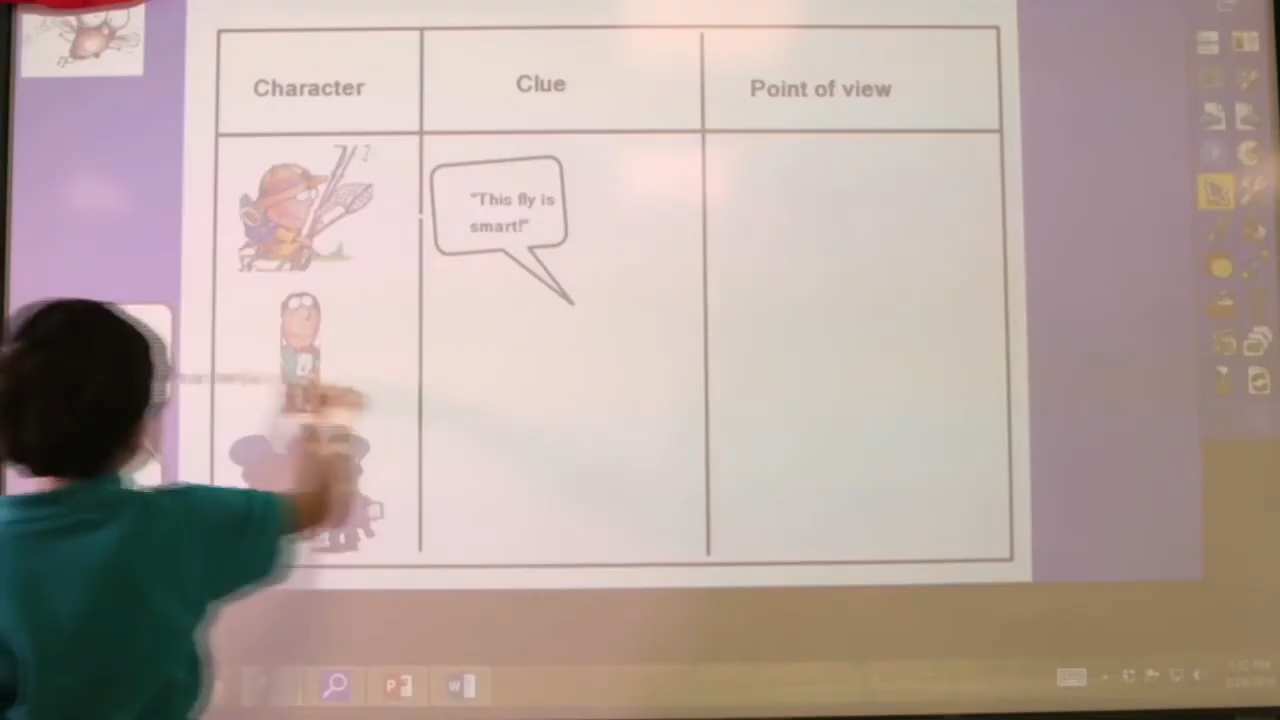 Character
Clue
Point of view
"This fly is
smart!"